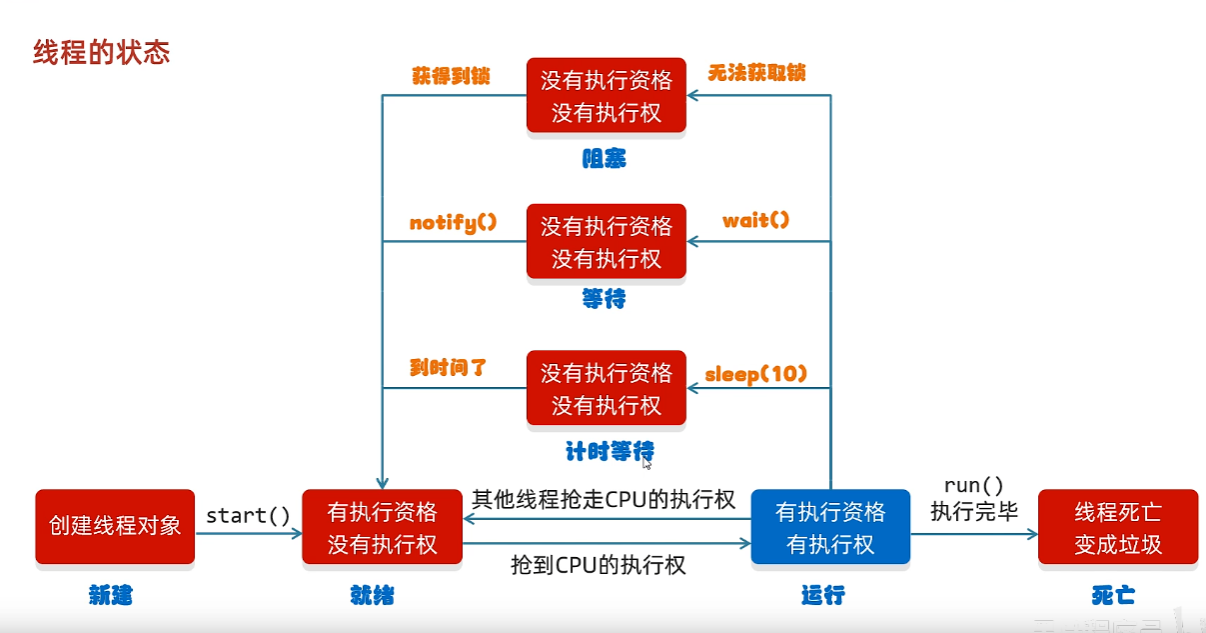 线程的状态
获得到锁
没有执行资格
没有执行权
无法获取锁
阻塞
notify()
没有执行资格
没有执行权
wait()
等待
到时间了
没有执行资格
没有执行权
sleep(10)
计时等待
创建线程对象
start()
有执行资格
没有执行权
其他线程抢走CPU的执行权
抢到CPU的执行权
有执行资格
有执行权
run()
执行完毕
线程死亡
变成垃圾
新建
就绪
运行
死亡